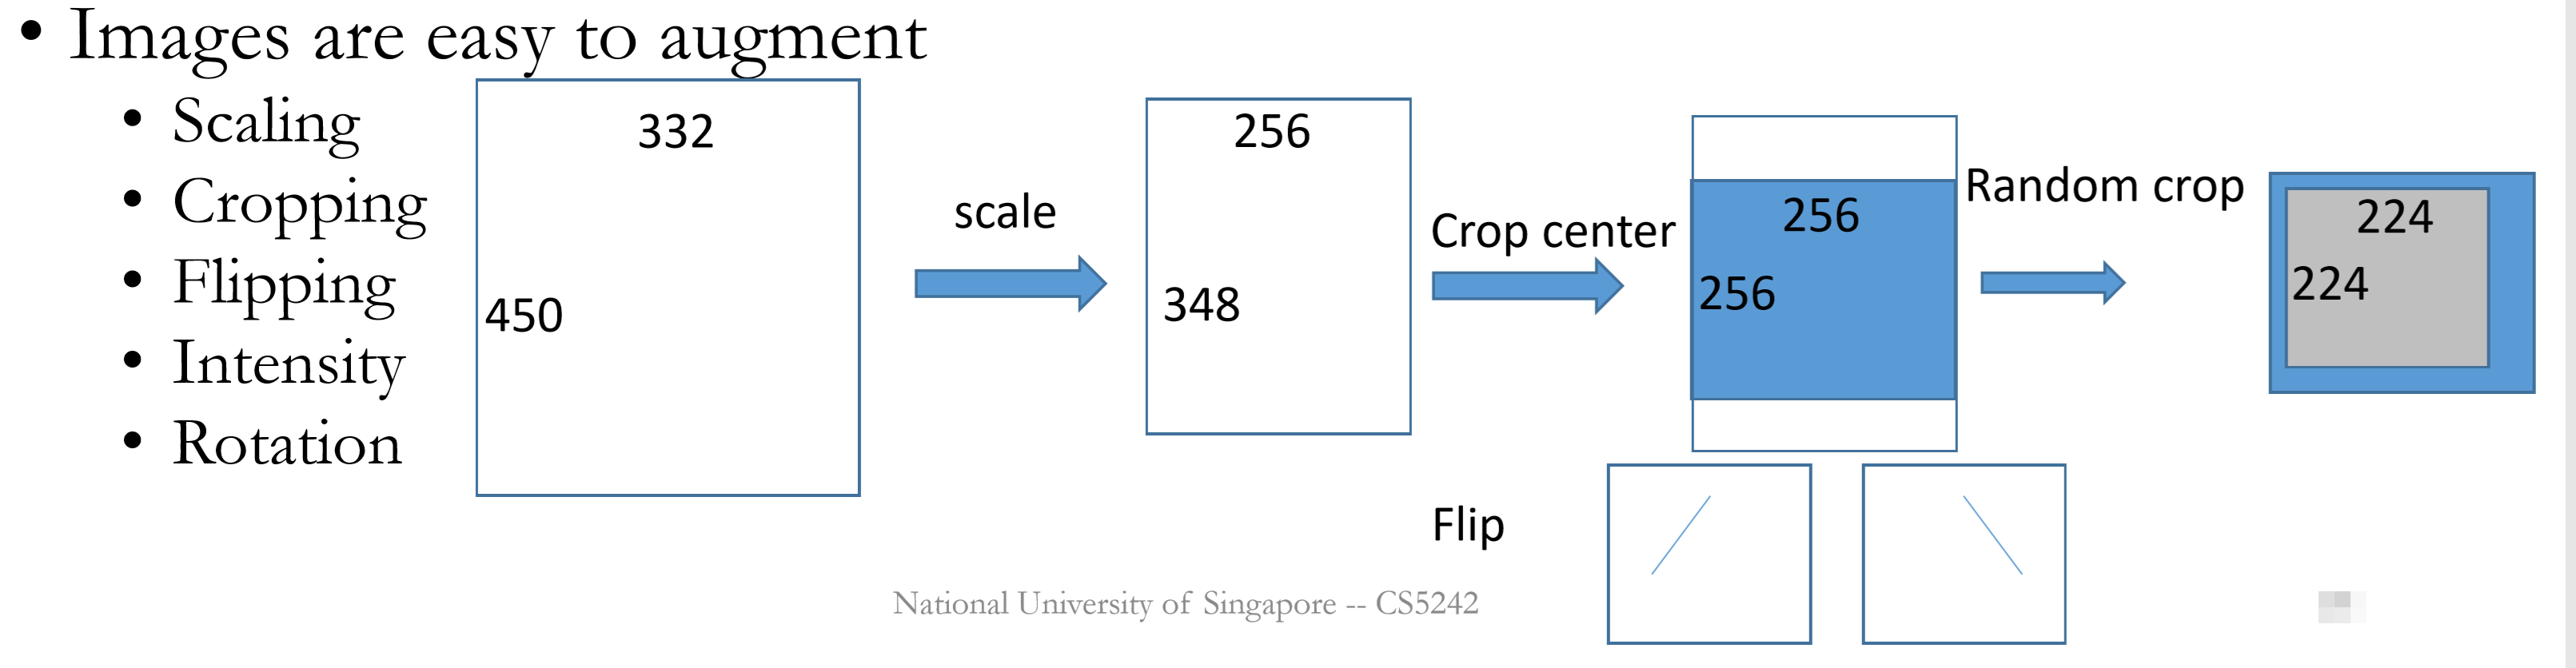 • Images are easy to augment
• Scaling
• Cropping
• Flipping
• Intensity
• Rotation
332
450
scale
256
348
Crop center
256
256
Random crop
224
224
Flip
National University of Singapore -- CS5242